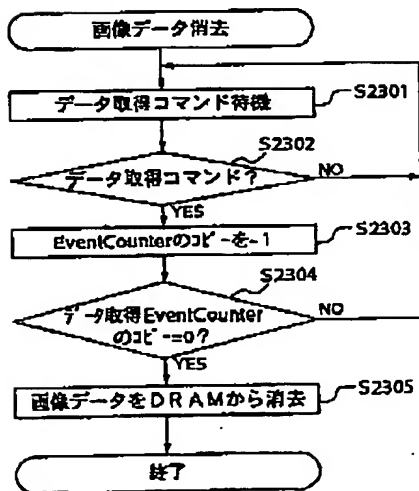 画像データ消去
データ取得コマンド待機
S2301
S2302
データ取得コマンド?
NO
YES
EventCounterのコピーを-1
S2303
S2304
データ取得EventCounter
のコピー=0?
NO
YES
画像データをDRAMから消去
S2305
終了